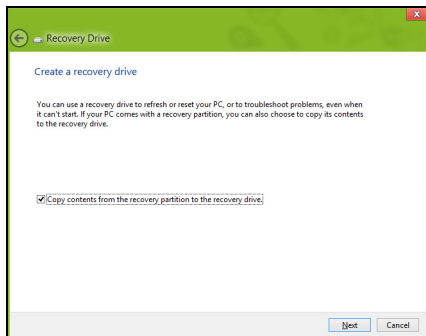 Recovery Drive
Create a recovery drive
You can use a recovery drive to refresh or reset your PC, or to troubleshoot problems, even when
it can't start. If your PC comes with a recovery partition, you can also choose to copy its contents
to the recovery drive.
Copy contents from the recovery partition to the recovery drive.
Next Cancel